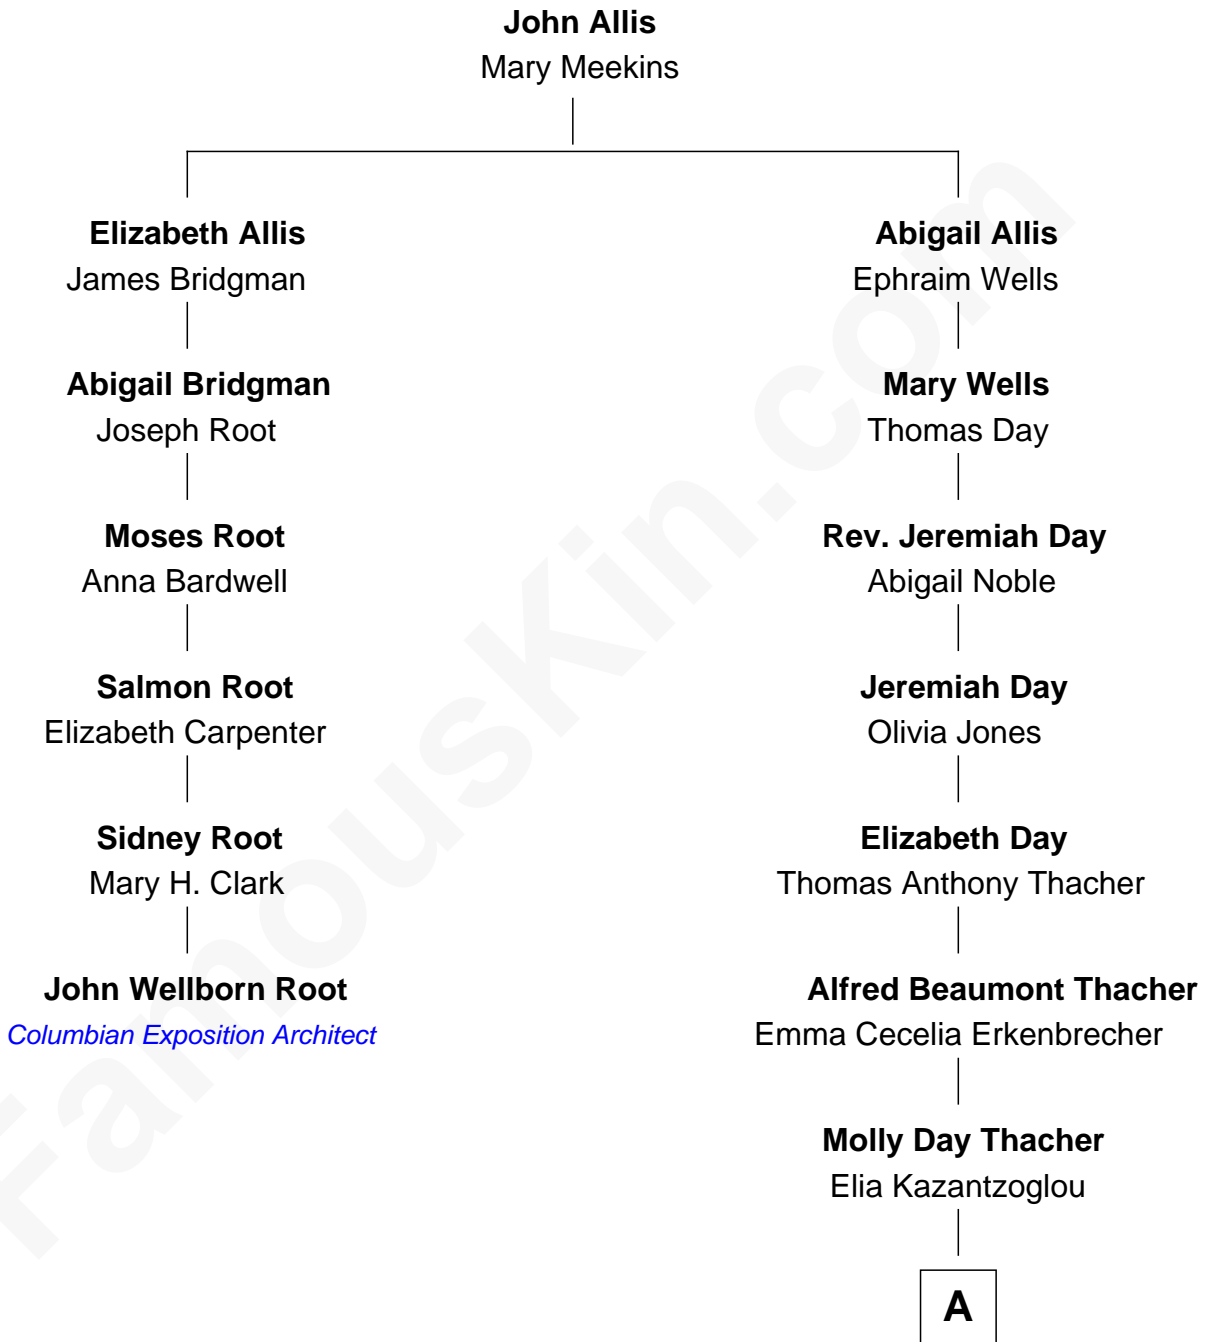 John Allis
Mary Meekins
Elizabeth Allis
James Bridgman
Abigail Allis
Ephraim Wells
Abigail Bridgman
Joseph Root
Mary Wells
Thomas Day
Moses Root
Anna Bardwell
Rev. Jeremiah Day
Abigail Noble
Salmon Root
Elizabeth Carpenter
Jeremiah Day
Olivia Jones
Sidney Root
Mary H. Clark
Elizabeth Day
Thomas Anthony Thacher
John Wellborn Root
Columbian Exposition Architect
Alfred Beaumont Thacher
Emma Cecelia Erkenbrecher
Molly Day Thacher
Elia Kazantzoglou
A
FamousKin.com